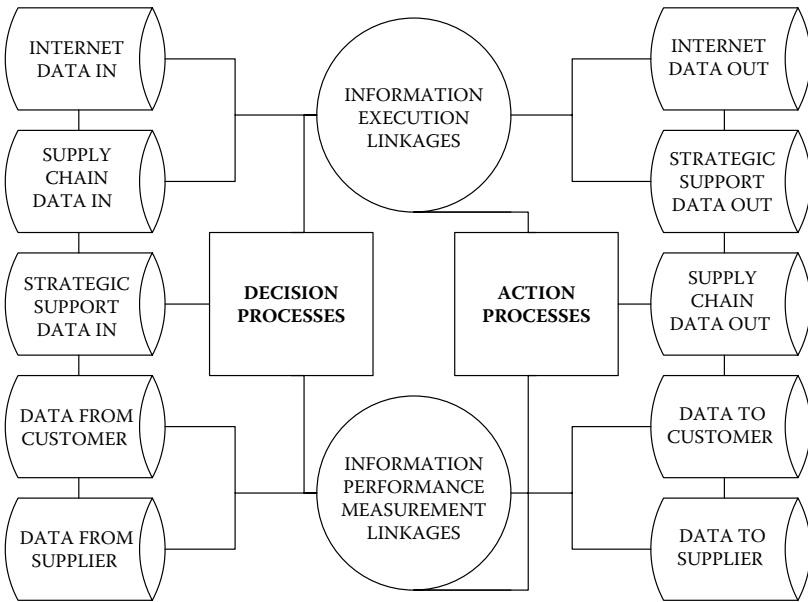 INTERNET
DATA IN
SUPPLY
CHAIN
DATA IN
STRATEGIC
SUPPORT
DATA IN
DATA FROM
CUSTOMER
DATA FROM
SUPPLIER
INFORMATION
EXECUTION
LINKAGES
DECISION
PROCESSES
ACTION
PROCESSES
INFORMATION
PERFORMANCE
MEASUREMENT
LINKAGES
INTERNET
DATA OUT
STRATEGIC
SUPPORT
DATA OUT
SUPPLY
CHAIN
DATA OUT
DATA TO
CUSTOMER
DATA TO
SUPPLIER